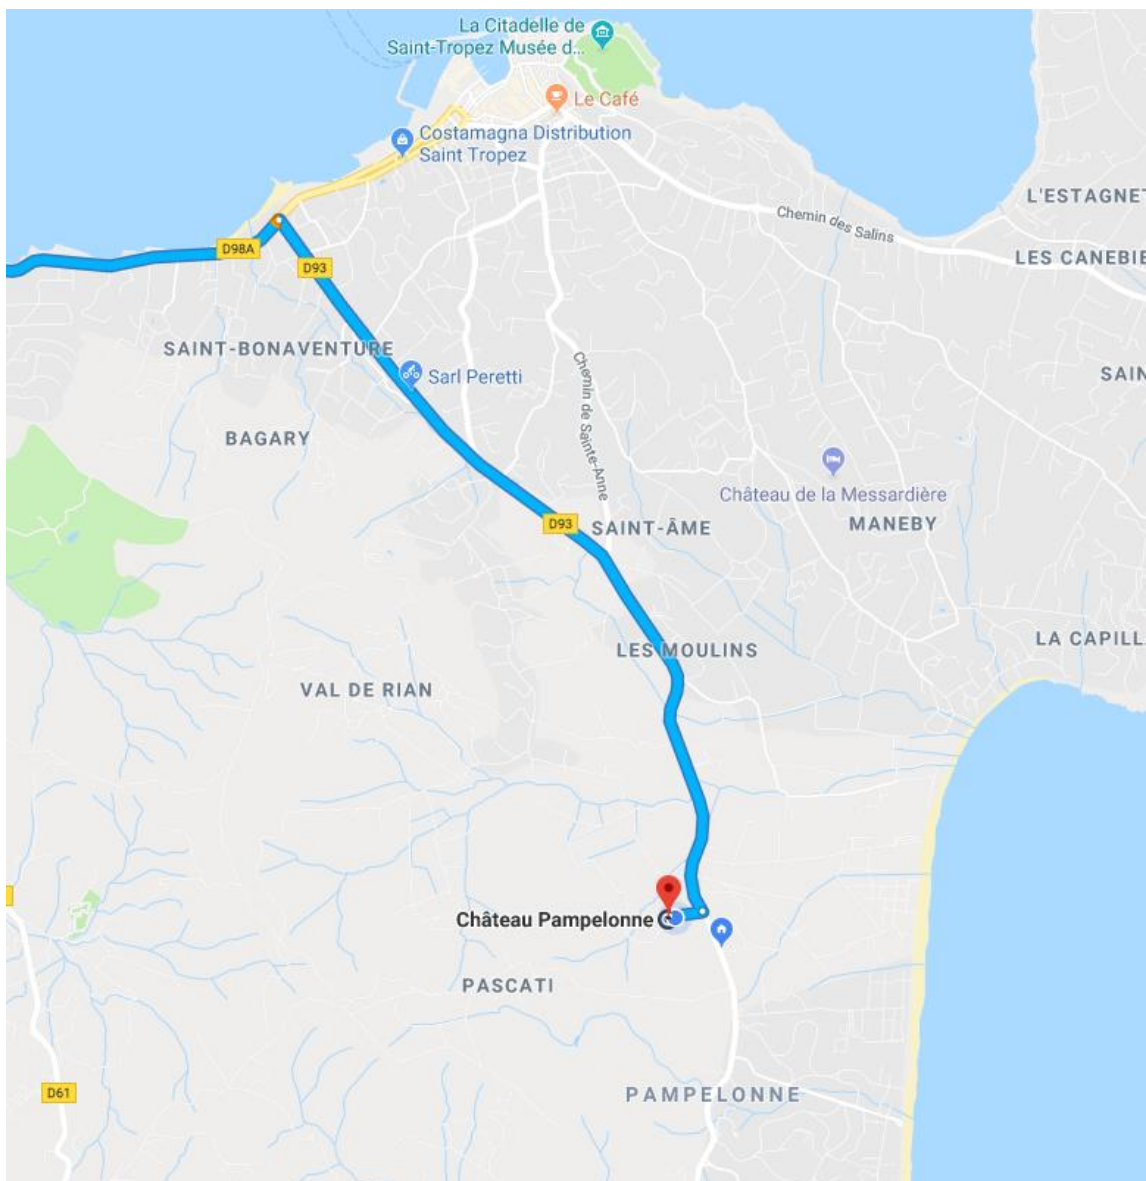 La Citadelle de
Saint-Tropez Musée d...
Le Café
Costamagna Distribution
Saint Tropez
L'ESTAGNET
Chemin des Salins
D98A
LES CANEBIE
D93
SAINT-BONAVENTURE
Sarl Peretti
SAIN
Chemin de Sainte-Anne
BAGARY
Château de la Messardière
D93
SAINT-ÂME
MANEBY
LES MOULINS
LA CAPILL
VAL DE RIAN
Château Pampelonne
PASCATI
D61
PAMPELONNE